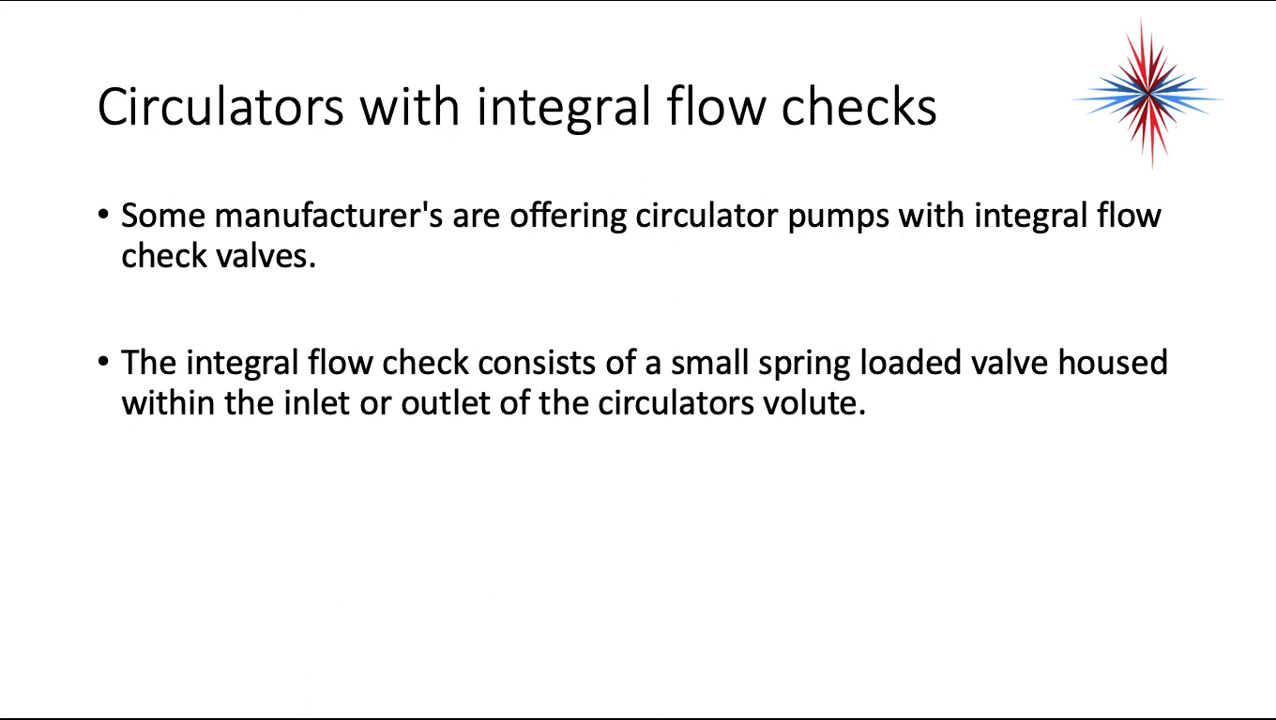 Circulators with integral flow checks
• Some manufacturer's are offering circulator pumps with integral flow
check valves.
• The integral flow check consists of a small spring loaded valve housed
within the inlet or outlet of the circulators volute.